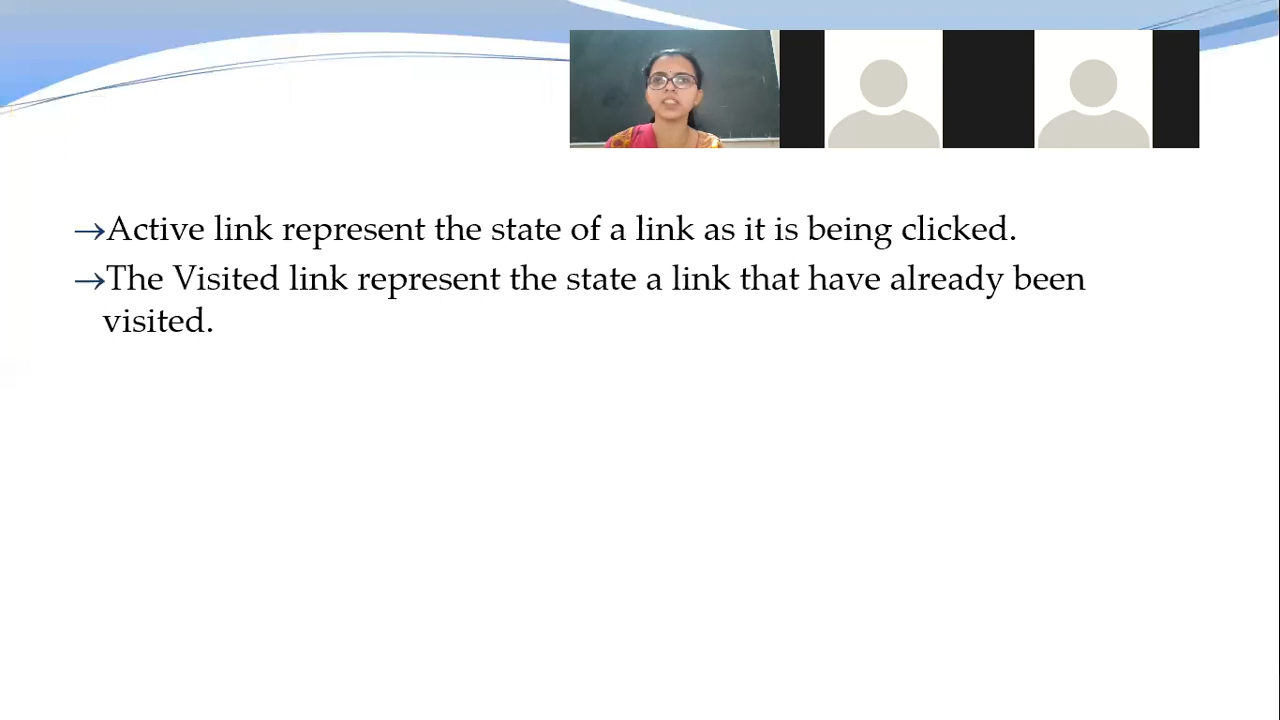 →Active link represent the state of a link as it is being clicked.
→The Visited link represent the state a link that have already been
visited.